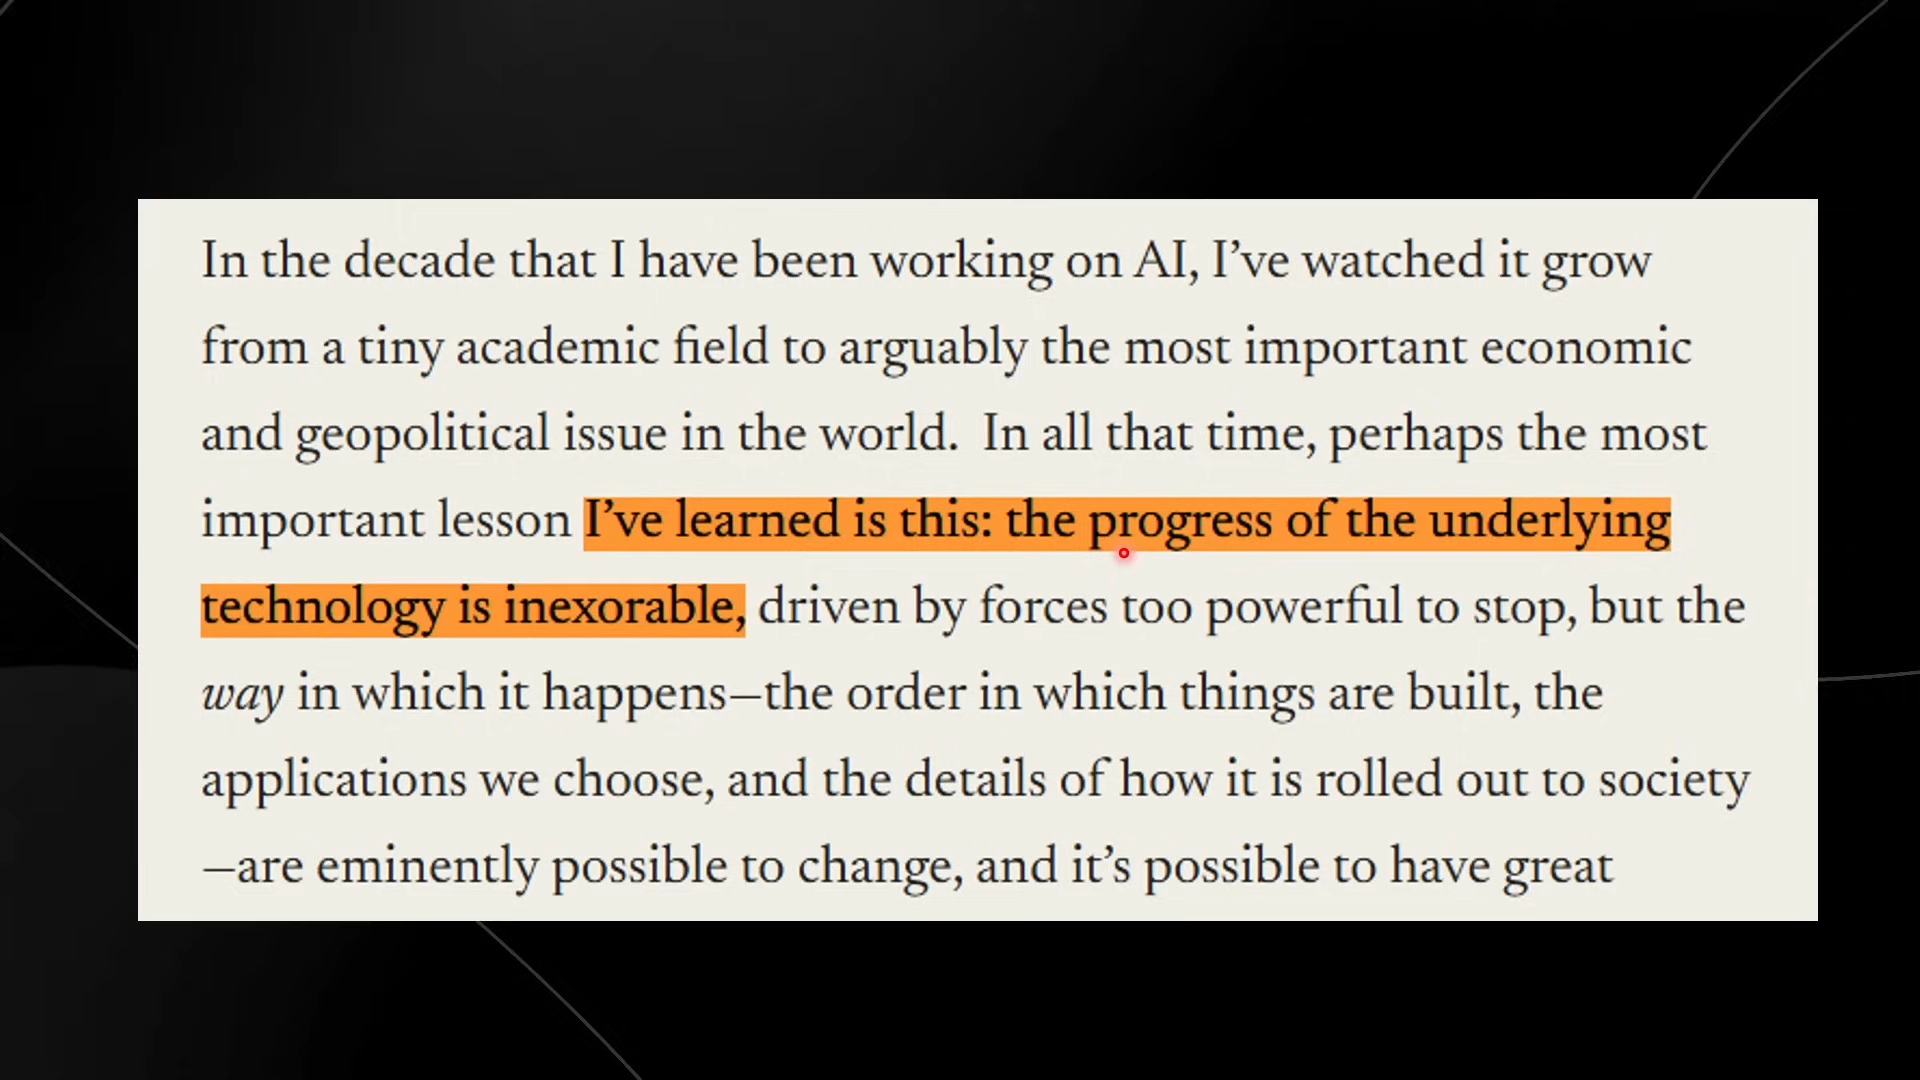 In the decade that I have been working on AI, I’ve watched it grow
from a tiny academic field to arguably the most important economic
and geopolitical issue in the world.  In all that time, perhaps the most
important lesson I’ve learned is this: the progress of the underlying
technology is inexorable, driven by forces too powerful to stop, but the
way in which it happens—the order in which things are built, the
applications we choose, and the details of how it is rolled out to society
—are eminently possible to change, and it’s possible to have great